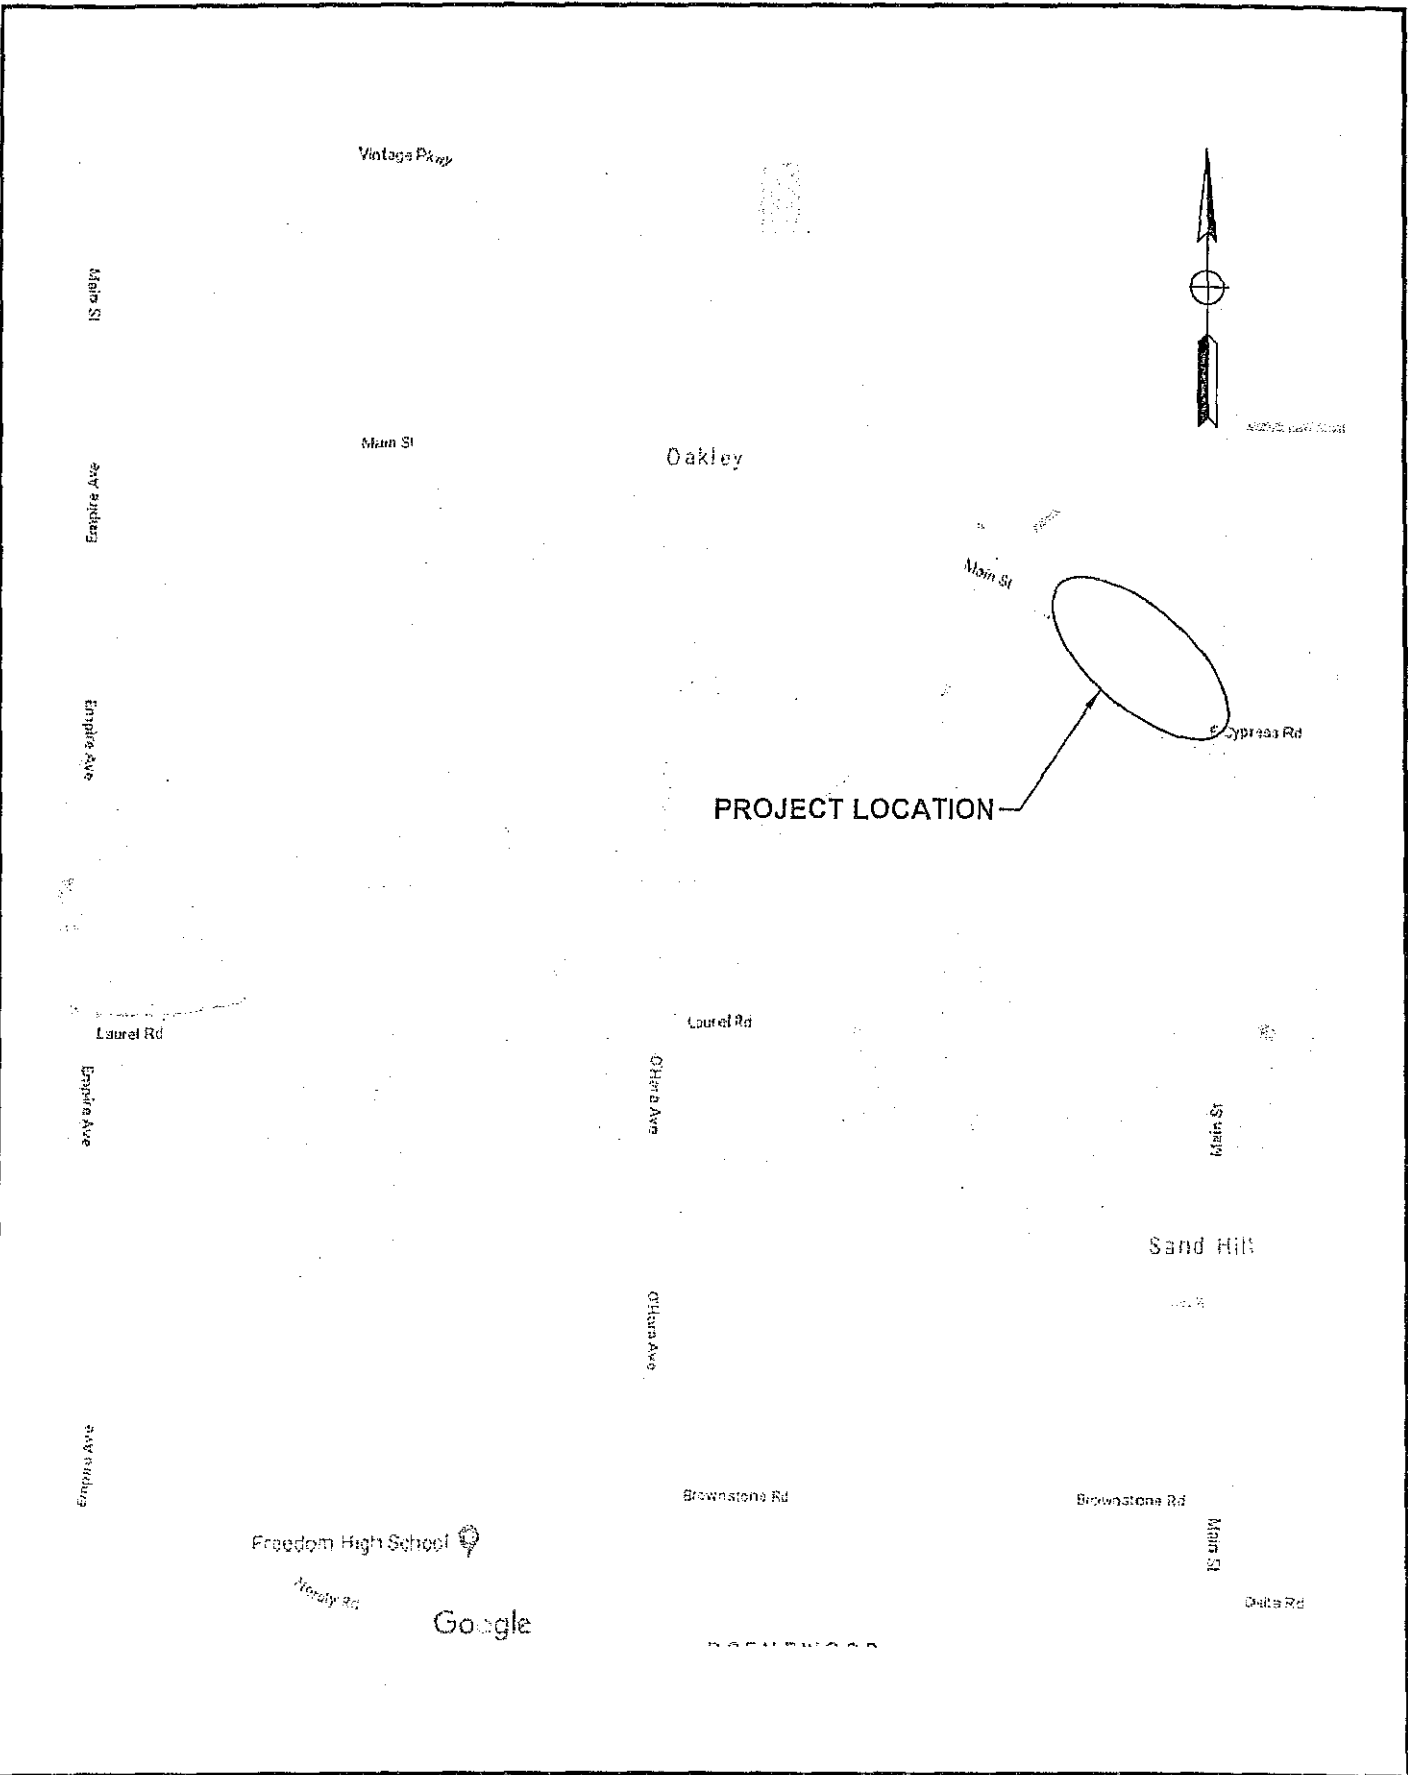 Vintage Pkwy
Main St
Main St
Oakley
Empire Ave
Main St
Empire Ave
E Cypress Rd
PROJECT LOCATION
Laurel Rd
Laurel Rd
Empire Ave
O'Hara Ave
Main St
Sand Hill
O'Hara Ave
Empire Ave
Brownstone Rd
Brownstone Rd
Freedom High School
Main St
Neroly Rd
Delta Rd
Google